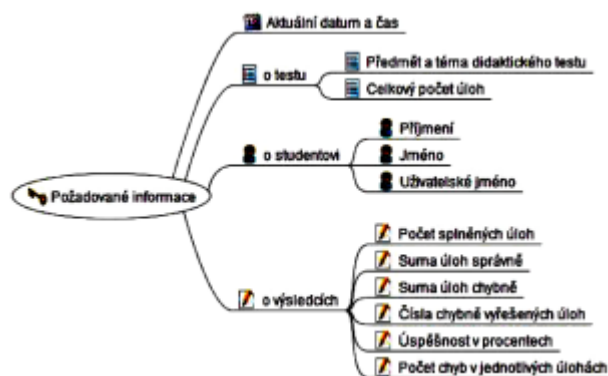 Aktuální datum a čas
Předmět a téma didaktického testu
o testu
Celkový počet úloh
Příjmení
o studentovi
Jméno
Uživatelské jméno
Požadované informace
Počet splněných úloh
Suma úloh správně
Suma úloh chybně
o výsledcích
Čísla chybně vyřešených úloh
Úspěšnost v procentech
Počet chyb v jednotlivých úlohách